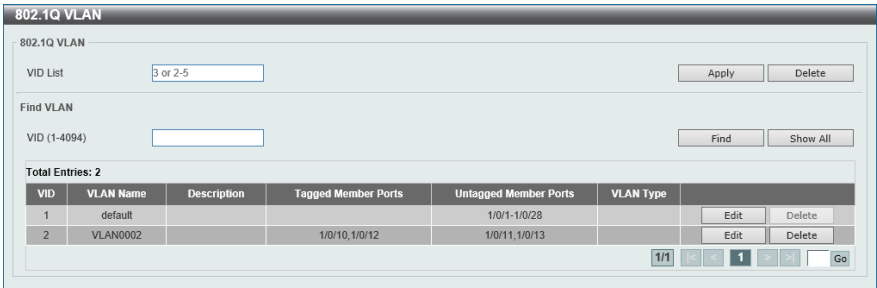 802.1Q VLAN
802.1Q VLAN
VID List 3 or 2-5 Apply Delete
Find VLAN
VID (1-4094) Find Show All
Total Entries: 2
VID VLAN Name Description Tagged Member Ports Untagged Member Ports VLAN Type
1 default 1/0/1-1/0/28 Edit Delete
2 VLAN0002 1/0/10,1/0/12 1/0/11,1/0/13 Edit Delete
1/1 |< < 1 > >| Go